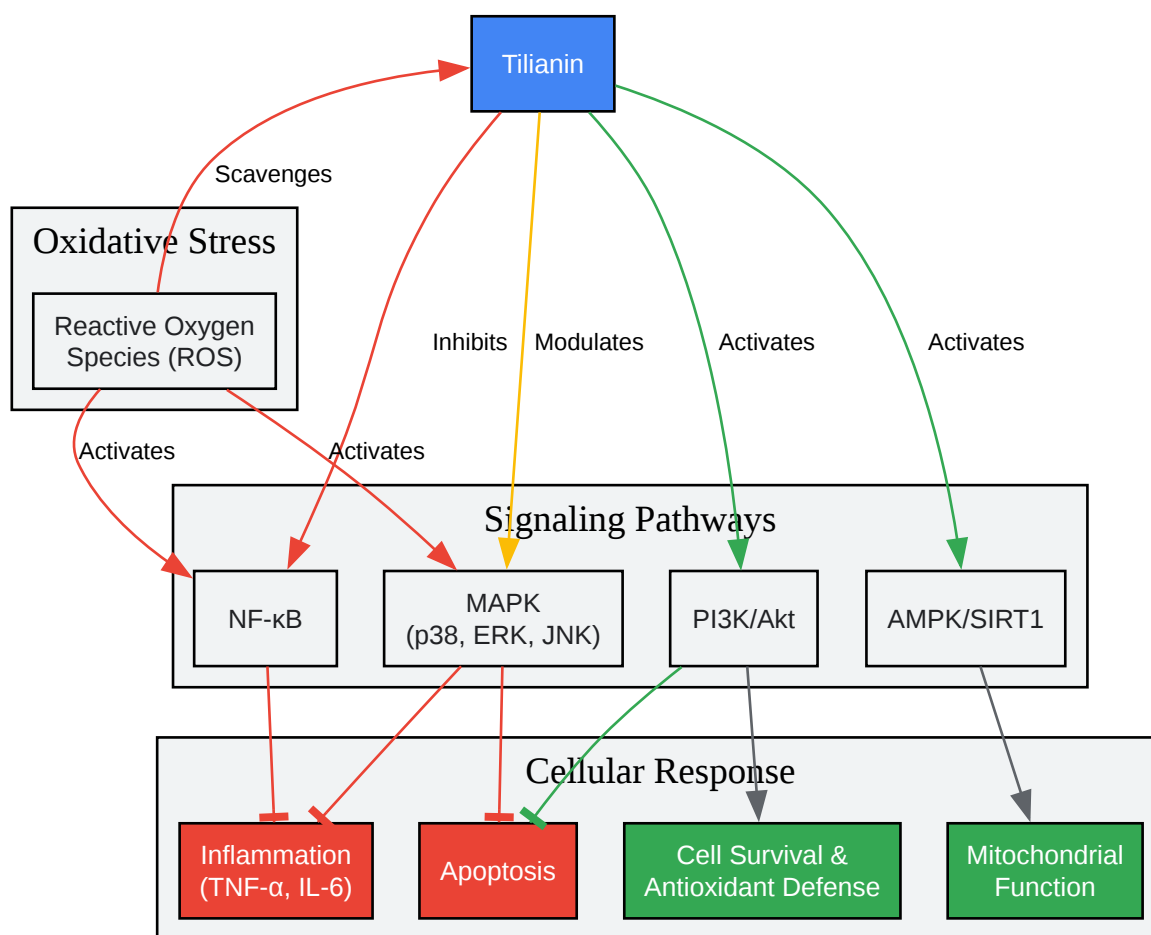 Tilianin
Scavenges
Oxidative Stress
Reactive Oxygen
Species (ROS)
Inhibits
Modulates
Activates
Activates
Activates
Activates
Signaling Pathways
NF-κB
MAPK
(p38, ERK, JNK)
PI3K/Akt
AMPK/SIRT1
Cellular Response
Inflammation
(TNF-α, IL-6)
Apoptosis
Cell Survival &
Antioxidant Defense
Mitochondrial
Function